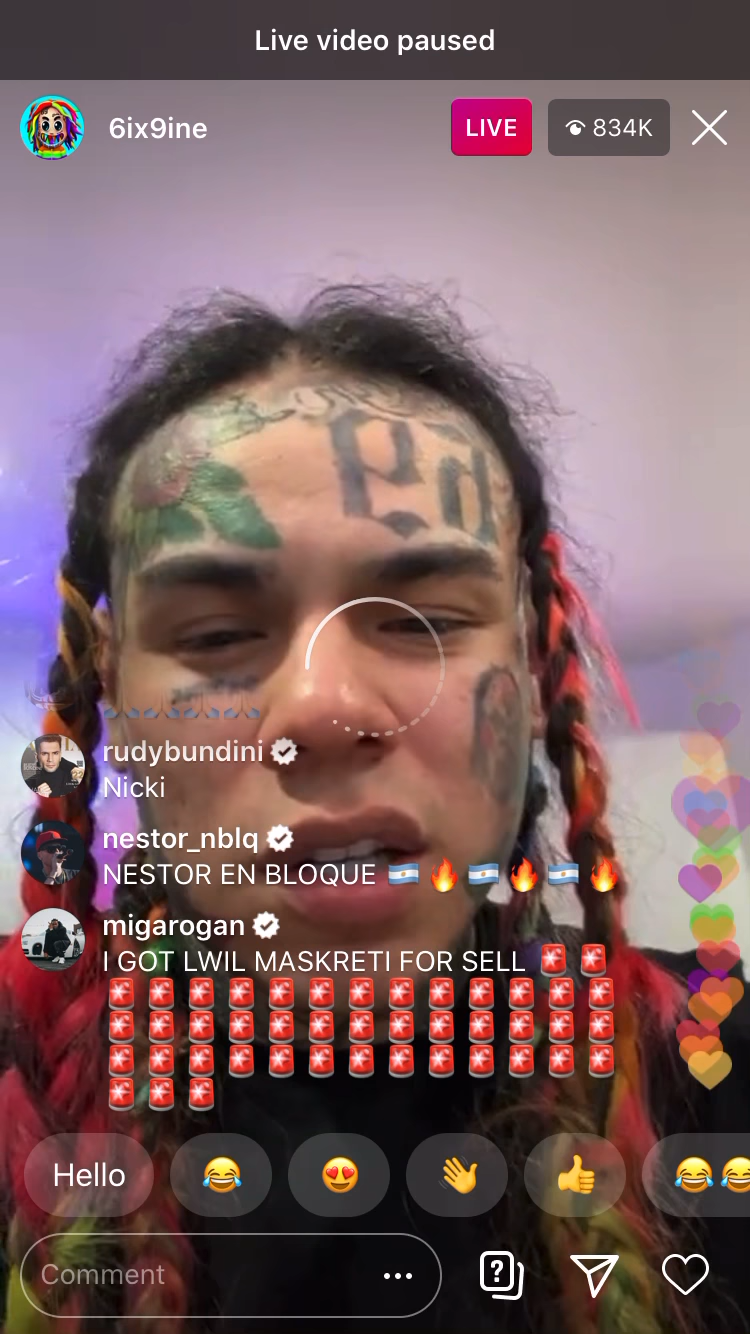 Live video paused
6ix9ine
LIVE
834K
rudybundini
Nicki
nestor_nblq
NESTOR EN BLOQUE 🇦🇷 🔥 🇦🇷 🔥 🇦🇷 🔥
migarogan
I GOT LWIL MASKRETI FOR SELL 🚨 🚨
🚨 🚨 🚨 🚨 🚨 🚨 🚨 🚨 🚨 🚨 🚨 🚨 🚨
🚨 🚨 🚨 🚨 🚨 🚨 🚨 🚨 🚨 🚨 🚨 🚨 🚨
🚨 🚨 🚨 🚨 🚨 🚨 🚨 🚨 🚨 🚨 🚨 🚨 🚨
🚨 🚨 🚨
Hello 😂 😍 👋 👍 😂😂
Comment